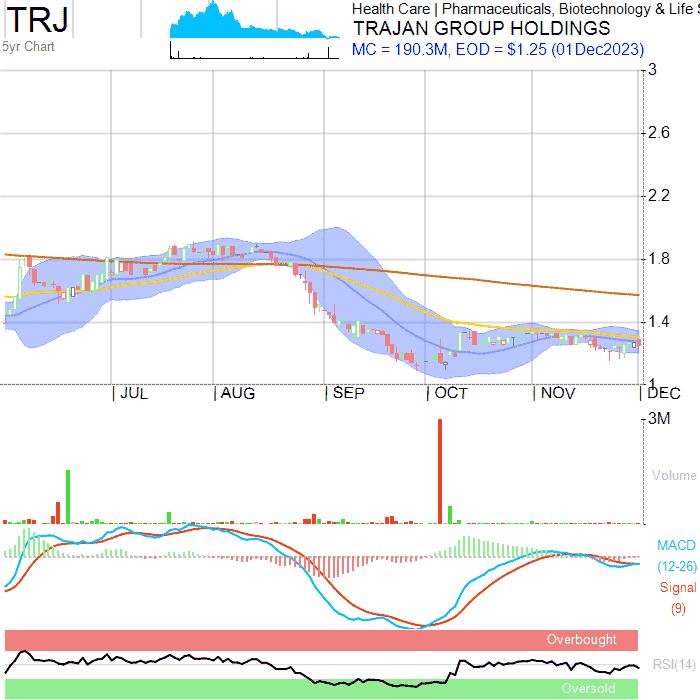 TRJ
5yr Chart
Health Care | Pharmaceuticals, Biotechnology & Life S
TRAJAN GROUP HOLDINGS
MC = 190.3M, EOD = $1.25 (01Dec2023)
3
2.6
2.2
1.8
1.4
1
JUL
AUG
SEP
OCT
NOV
DEC
3M
Volume
MACD
(12-26)
Signal
(9)
Overbought
RSI(14)
Oversold